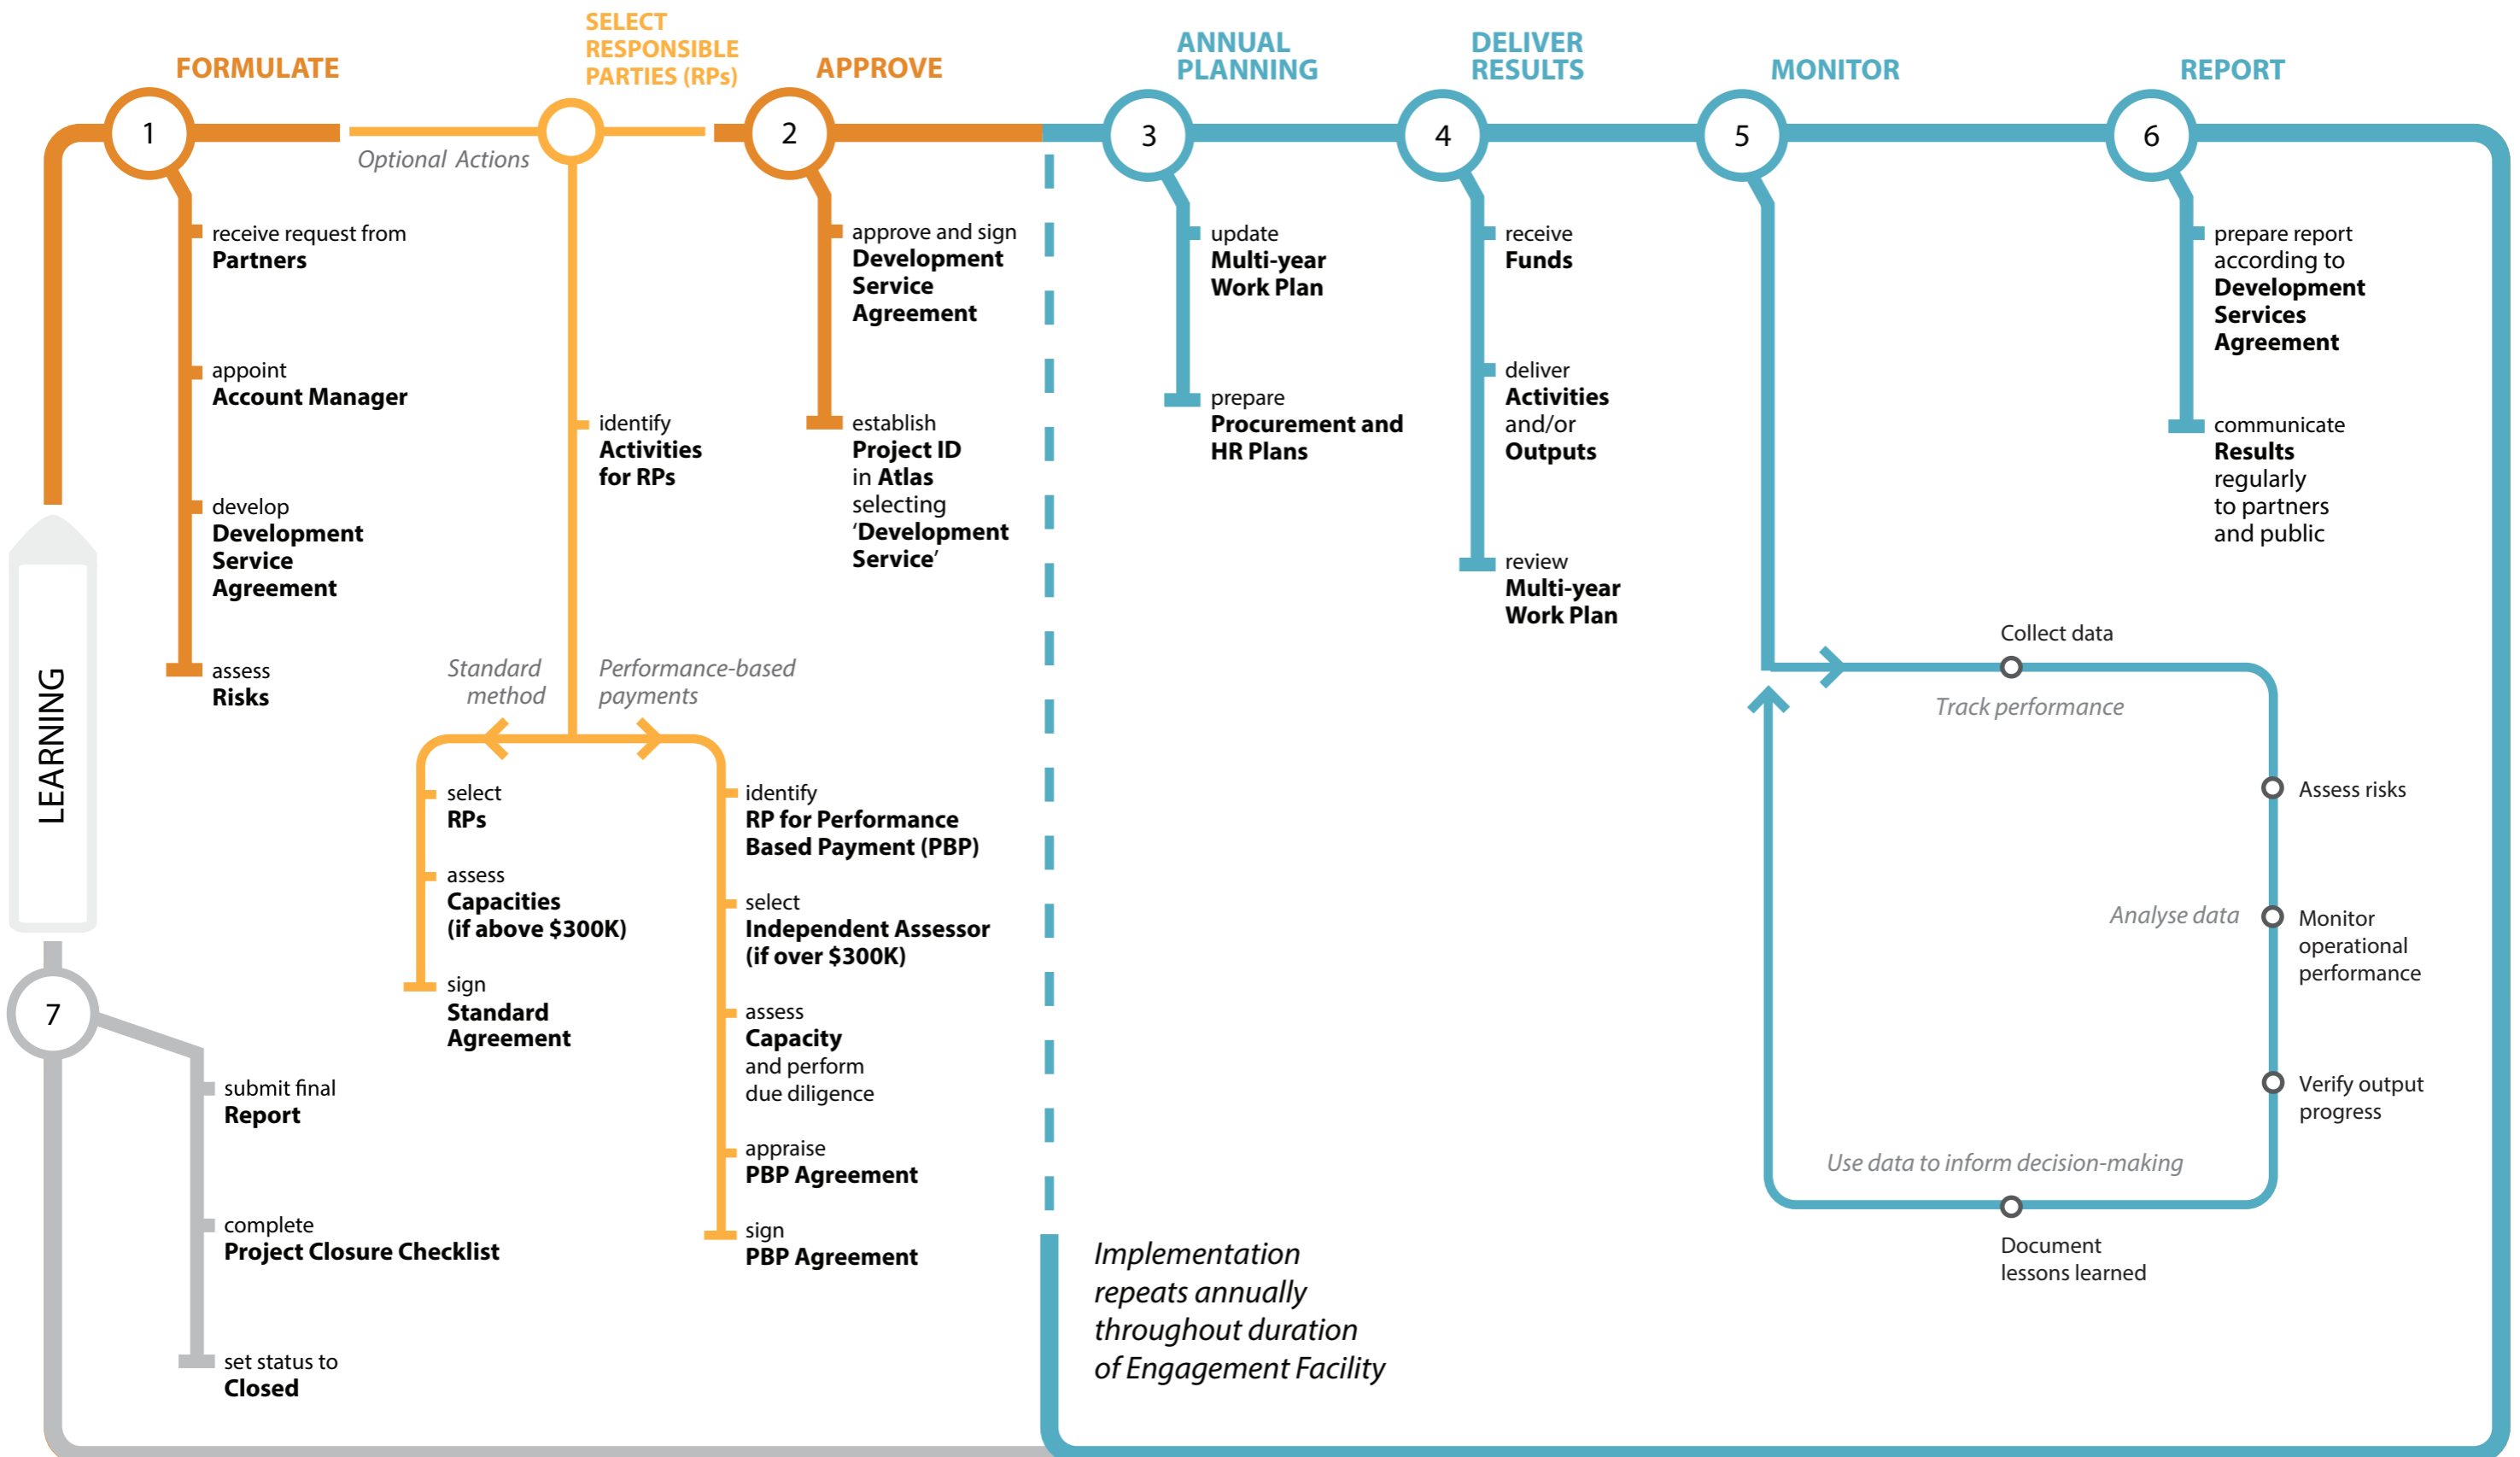 FORMULATE
1
receive request from
Partners
appoint
Account Manager
develop
Development
Service
Agreement
assess
Risks
SELECT
RESPONSIBLE
PARTIES (RPs)
Optional Actions
identify
Activities
for RPs
Standard
method
Performance-based
payments
select
RPs
assess
Capacities
(if above $300K)
sign
Standard
Agreement
identify
RP for Performance
Based Payment (PBP)
select
Independent Assessor
(if over $300K)
assess
Capacity
and perform
due diligence
appraise
PBP Agreement
sign
PBP Agreement
APPROVE
2
approve and sign
Development
Service
Agreement
establish
Project ID
in Atlas
selecting
‘Development
Service’
ANNUAL
PLANNING
3
update
Multi-year
Work Plan
prepare
Procurement and
HR Plans
DELIVER
RESULTS
4
receive
Funds
deliver
Activities
and/or
Outputs
review
Multi-year
Work Plan
MONITOR
5
Collect data
Track performance
Assess risks
Analyse data
Monitor
operational
performance
Verify output
progress
Use data to inform decision-making
Document
lessons learned
REPORT
6
prepare report
according to
Development
Services
Agreement
communicate
Results
regularly
to partners
and public
Implementation
repeats annually
throughout duration
of Engagement Facility
LEARNING
7
submit final
Report
complete
Project Closure Checklist
set status to
Closed